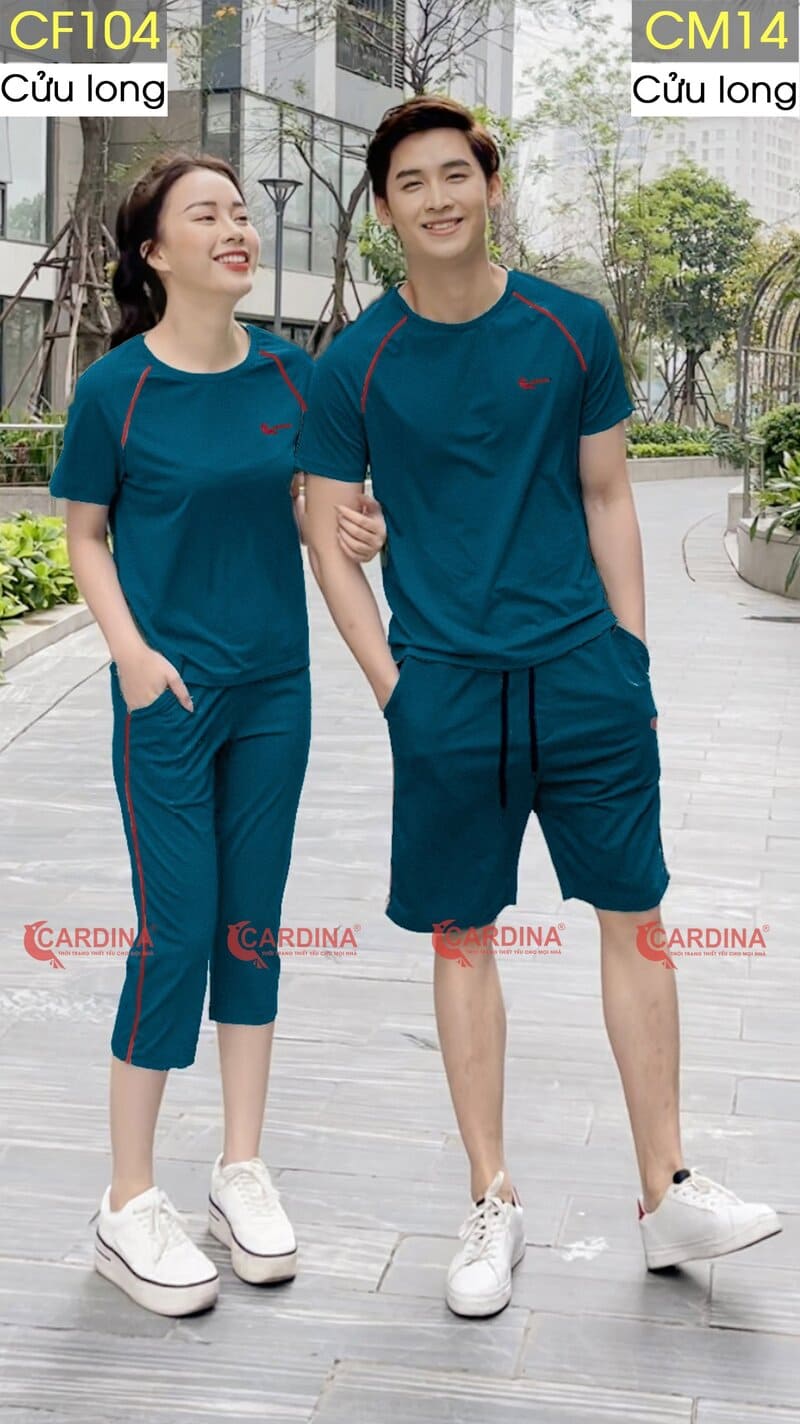 CF104
Cửu long
CM14
Cửu long
CARDINA®
THỜI TRANG THIẾT YẾU CHO MỌI NHÀ
CARDINA®
THỜI TRANG THIẾT YẾU CHO MỌI NHÀ
CARDINA®
THỜI TRANG THIẾT YẾU CHO MỌI NHÀ
CARDINA®
THỜI TRANG THIẾT YẾU CHO MỌI NHÀ